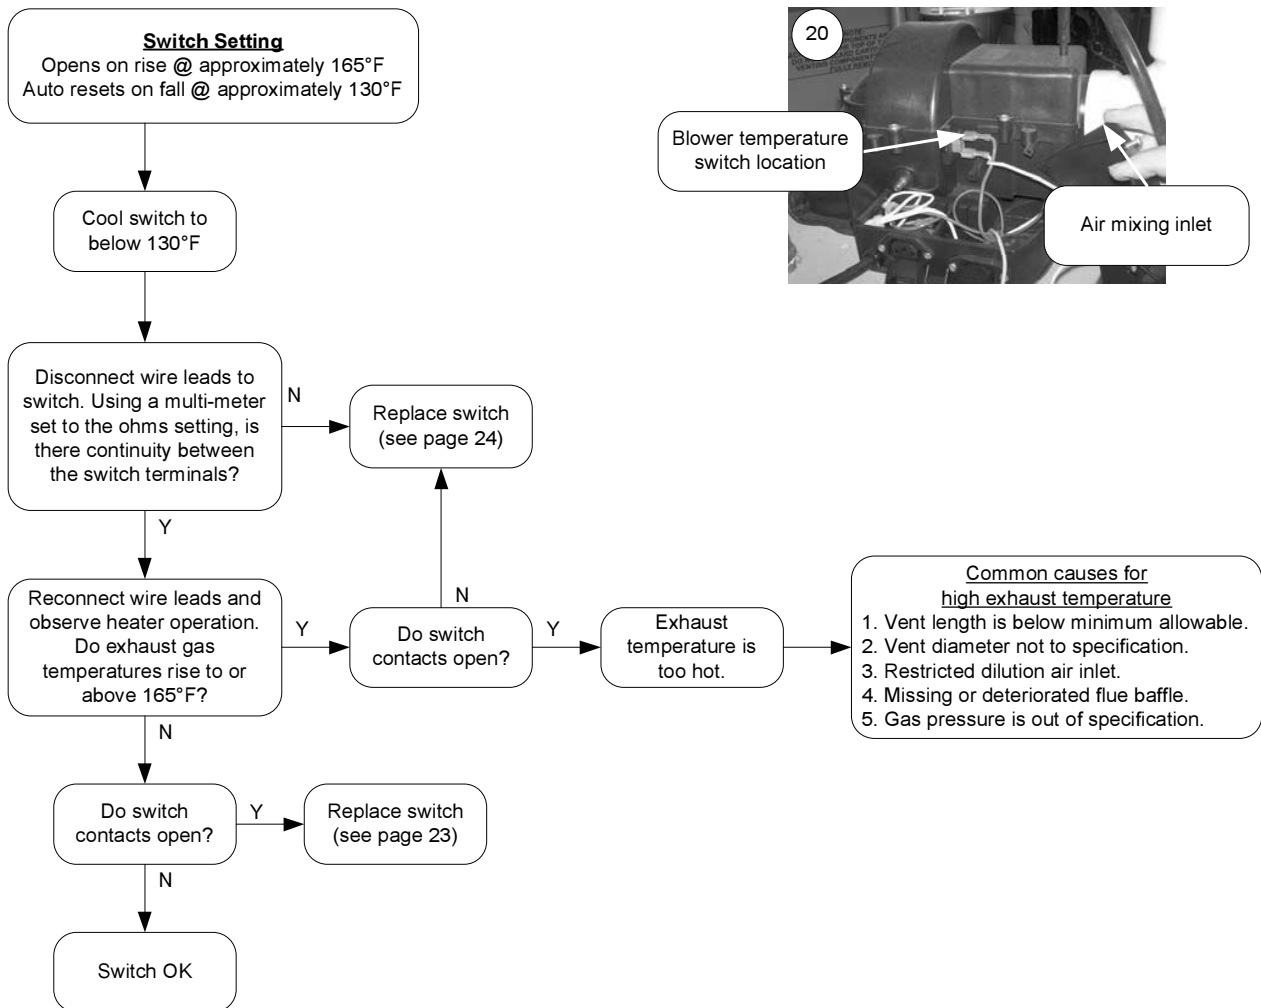 Switch Setting
Opens on rise @ approximately 165°F
Auto resets on fall @ approximately 130°F
Cool switch to
below 130°F
Disconnect wire leads to
switch. Using a multi-meter
set to the ohms setting, is
there continuity between
the switch terminals?
N
Replace switch
(see page 24)
Y
Reconnect wire leads and
observe heater operation.
Do exhaust gas
temperatures rise to or
above 165°F?
Y
N
Do switch
contacts open?
Y
Exhaust
temperature is
too hot.
Common causes for
high exhaust temperature
1. Vent length is below minimum allowable.
2. Vent diameter not to specification.
3. Restricted dilution air inlet.
4. Missing or deteriorated flue baffle.
5. Gas pressure is out of specification.
N
Do switch
contacts open?
Y
Replace switch
(see page 23)
N
Switch OK
20
Blower temperature
switch location
Air mixing inlet